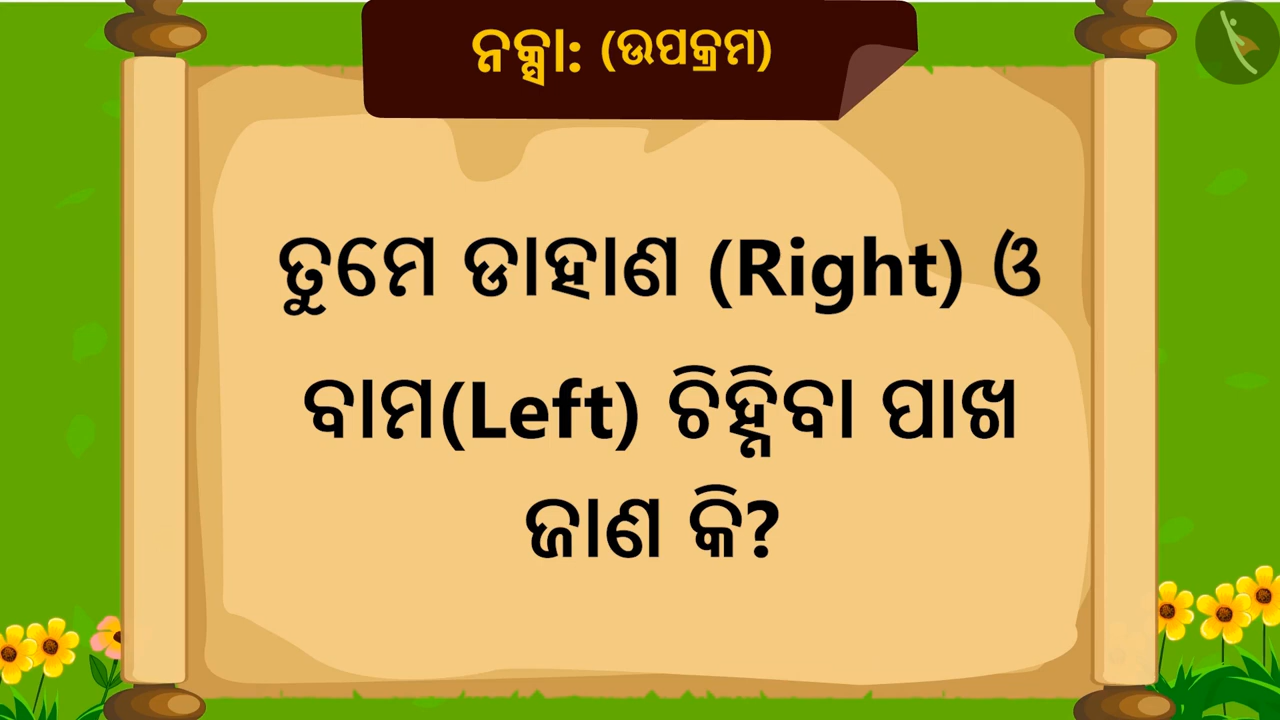 ନକ୍ସା: (ଉପକ୍ରମ)
ତୁମେ ଡାହାଣ (Right) ଓ
ବାମ(Left) ଚିହ୍ନିବା ପାଖ
ଜାଣ କି?